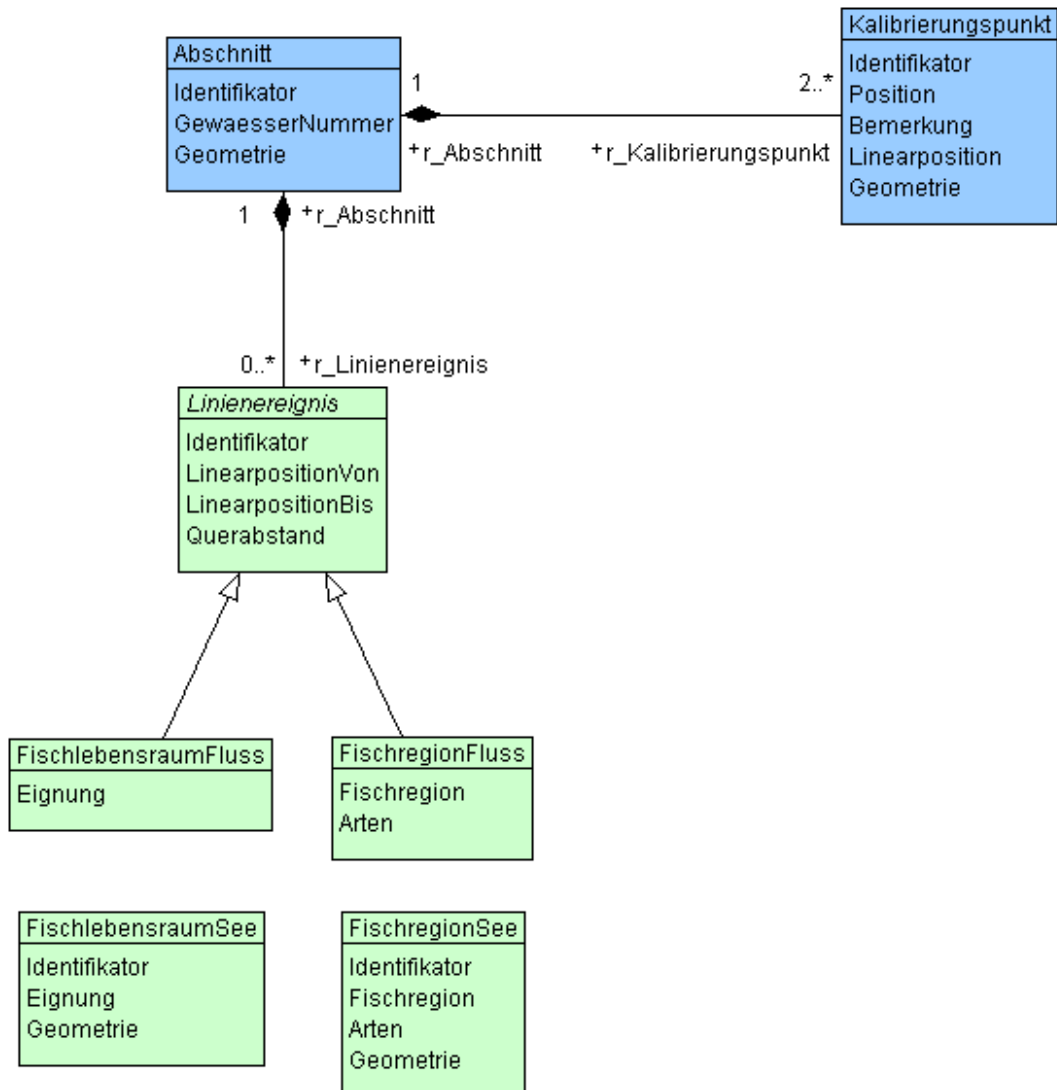 Abschnitt
Identifikator
GewaesserNummer
Geometrie
1
2..*
+r_Abschnitt
+r_Kalibrierungspunkt
Kalibrierungspunkt
Identifikator
Position
Bemerkung
Linearposition
Geometrie
1
+r_Abschnitt
0..*
+r_Linienereignis
Linienereignis
Identifikator
LinearpositionVon
LinearpositionBis
Querabstand
FischlebensraumFluss
Eignung
FischregionFluss
Fischregion
Arten
FischlebensraumSee
Identifikator
Eignung
Geometrie
FischregionSee
Identifikator
Fischregion
Arten
Geometrie